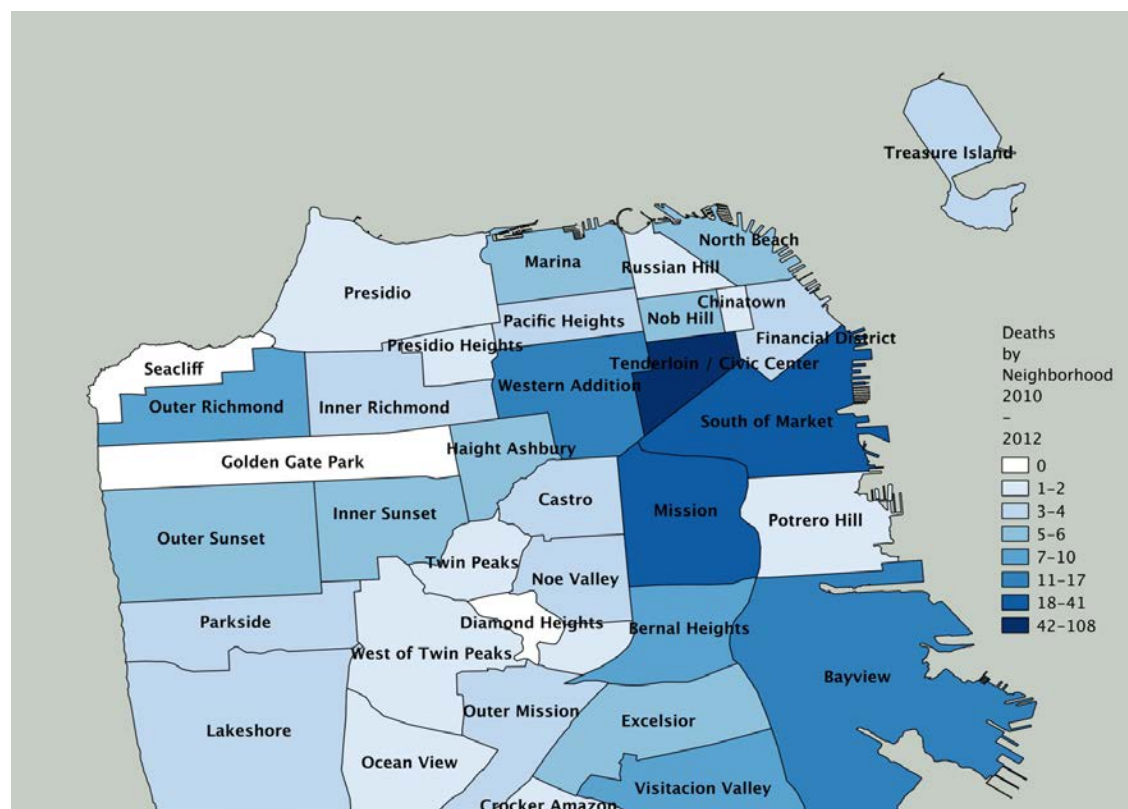 Treasure Island
North Beach
Marina
Russian Hill
Presidio
Chinatown
Pacific Heights
Nob Hill
Financial District
Presidio Heights
Seacliff
Tenderloin / Civic Center
Western Addition
Outer Richmond
Inner Richmond
South of Market
Haight Ashbury
Golden Gate Park
Castro
Inner Sunset
Mission
Potrero Hill
Outer Sunset
Twin Peaks
Noe Valley
Parkside
Diamond Heights
Bernal Heights
West of Twin Peaks
Bayview
Outer Mission
Excelsior
Lakeshore
Ocean View
Visitacion Valley
Crocker Amazon
Deaths
by
Neighborhood
2010
–
2012
0
1–2
3–4
5–6
7–10
11–17
18–41
42–108